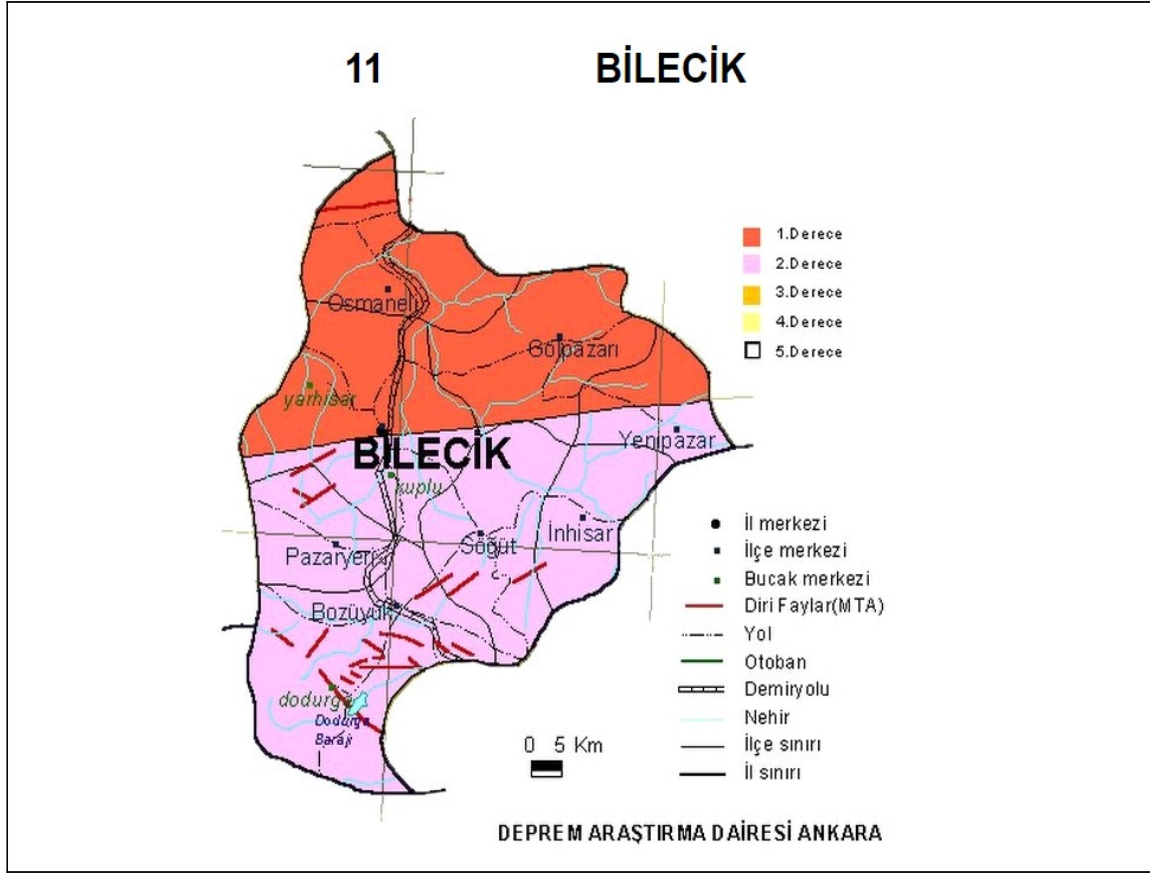 11 BİLECİK
1.Derece
2.Derece
3.Derece
4.Derece
5.Derece
Osmaneli
Gölpazarı
yarhisar
Yenipazar
BİLECİK
kuplu
İnhisar
Söğüt
Pazaryeri
Bozüyük
dodurga
Dodurga
Barajı
İl merkezi
İlçe merkezi
Bucak merkezi
Diri Faylar(MTA)
Yol
Otoban
Demiryolu
Nehir
İlçe sınırı
İl sınırı
0 5 Km
DEPREM ARAŞTIRMA DAİRESİ ANKARA